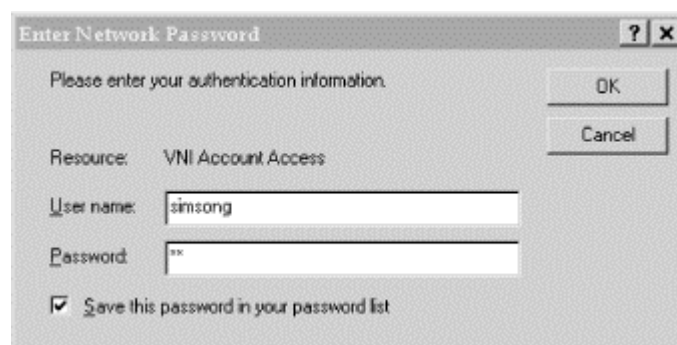 Enter Network Password ? ×
Please enter your authentication information.
OK
Cancel
Resource: VNI Account Access
User name: simsong
Password: **
Save this password in your password list